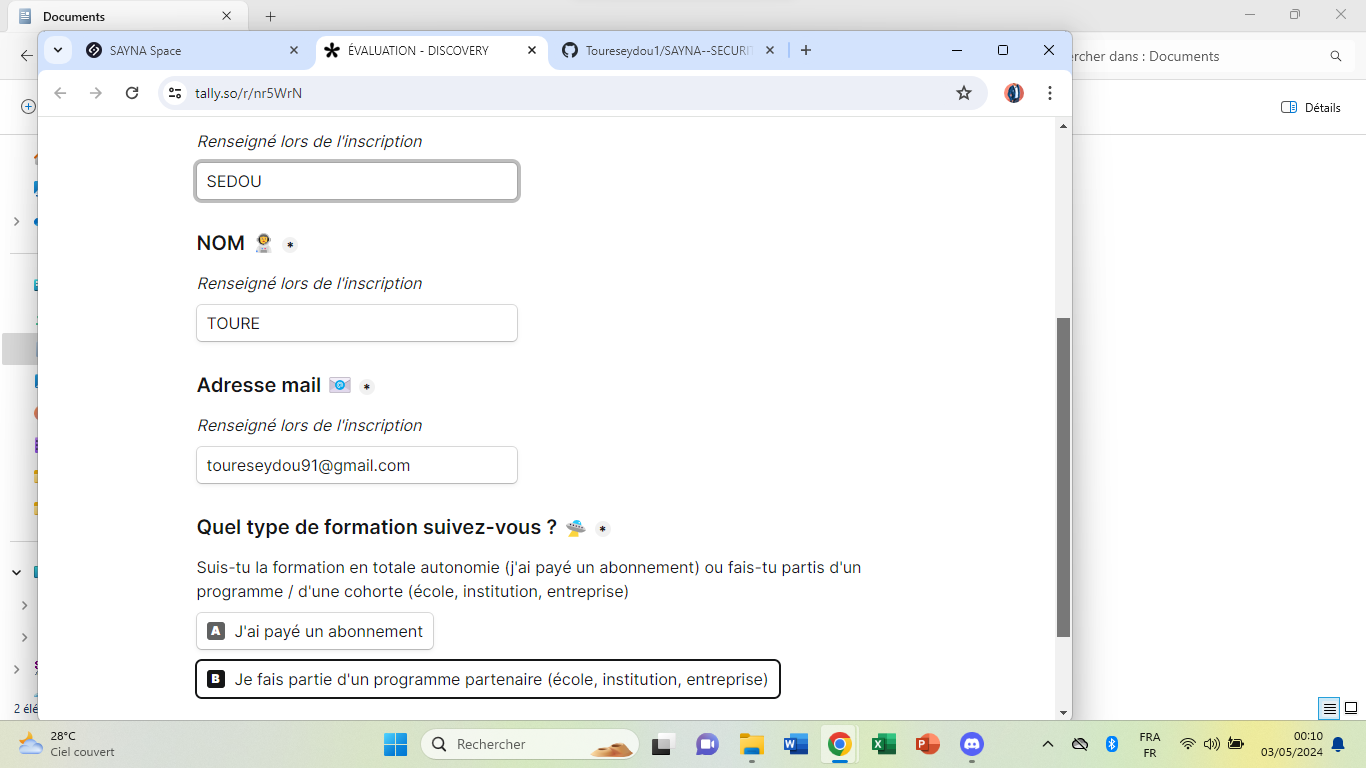 Documents
SAYNA Space
ÉVALUATION - DISCOVERY
Toureseydou1/SAYNA--SECURI
ercher dans : Documents
tally.so/r/nr5WrN
Détails
Renseigné lors de l'inscription
SEDOU
NOM *
Renseigné lors de l'inscription
TOURE
Adresse mail *
Renseigné lors de l'inscription
toureseydou91@gmail.com
Quel type de formation suivez-vous ? *
Suis-tu la formation en totale autonomie (j'ai payé un abonnement) ou fais-tu partis d'un
programme / d'une cohorte (école, institution, entreprise)
A J'ai payé un abonnement
B Je fais partie d'un programme partenaire (école, institution, entreprise)
2 élé
28°C
Ciel couvert
Rechercher
FRA
FR
00:10
03/05/2024